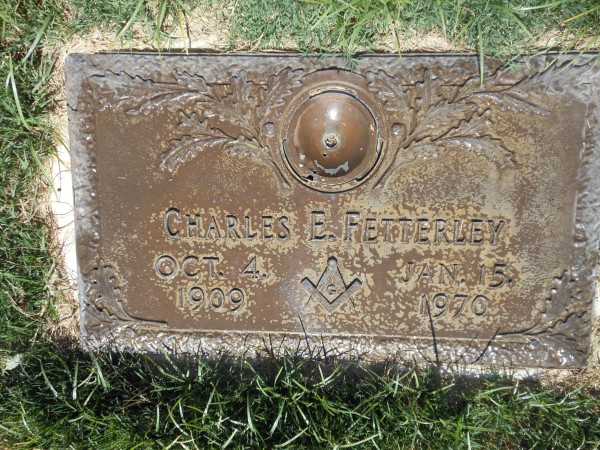 CHARLES E. FETTERLEY
OCT. 4, JAN. 15,
1909 G 1970